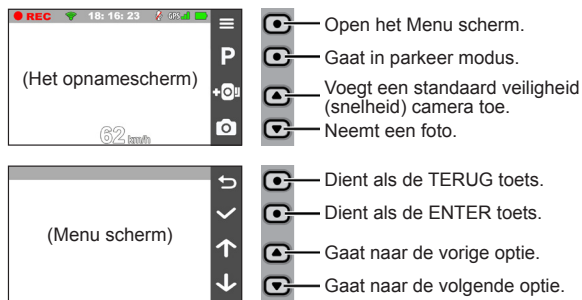 REC 18: 16: 23 GPS
P
(Het opnamescherm)
62 km/h
Open het Menu scherm.
Gaat in parkeer modus.
Voegt een standaard veiligheid
(snelheid) camera toe.
Neemt een foto.
(Menu scherm)
Dient als de TERUG toets.
Dient als de ENTER toets.
Gaat naar de vorige optie.
Gaat naar de volgende optie.